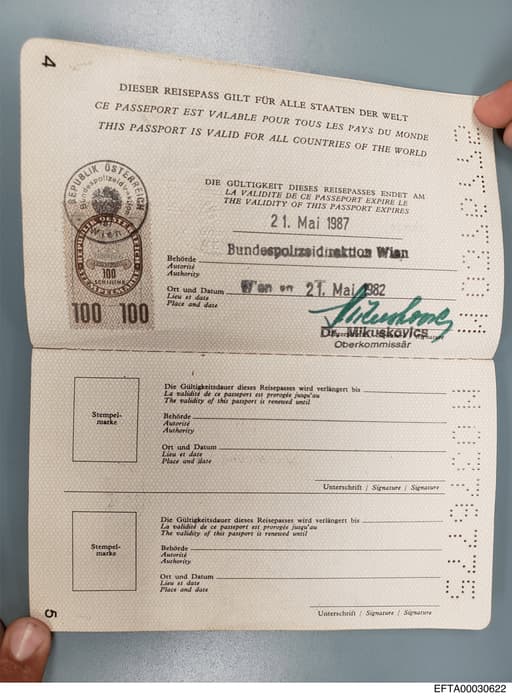 4
DIESER REISEPASS GILT FÜR ALLE STAATEN DER WELT
CE PASSEPORT EST VALABLE POUR TOUS LES PAYS DU MONDE
THIS PASSPORT IS VALID FOR ALL COUNTRIES OF THE WORLD
DIE GÜLTIGKEIT DIESES REISEPASSES ENDET AM
LA VALIDITE DE CE PASSEPORT EXPIRE LE
THE VALIDITY OF THIS PASSPORT EXPIRES
21. Mai 1987
REPUBLIK ÖSTERREICH
Bundespolizeidirektion
Wien
100
SCHILLING
100 100
Behörde Bundespolizeidirektion Wien
Autorité
Authority
Ort und Datum Wien am 21. Mai 1982
Lieu et date
Place and date
Dr. Mikuskovics
Oberkommissär
Stempel-
marke
Die Gültigkeitsdauer dieses Reisepasses wird verlängert bis
La validité de ce passeport est prorogée jusqu'au
The validity of this passport is renewed until
Behörde
Autorité
Authority
Ort und Datum
Lieu et date
Place and date
Unterschrift / Signature / Signature
Stempel-
marke
Die Gültigkeitsdauer dieses Reisepasses wird verlängert bis
La validité de ce passeport est prorogée jusqu'au
The validity of this passport is renewed until
Behörde
Autorité
Authority
Ort und Datum
Lieu et date
Place and date
Unterschrift / Signature / Signature
5
EFTA00030622